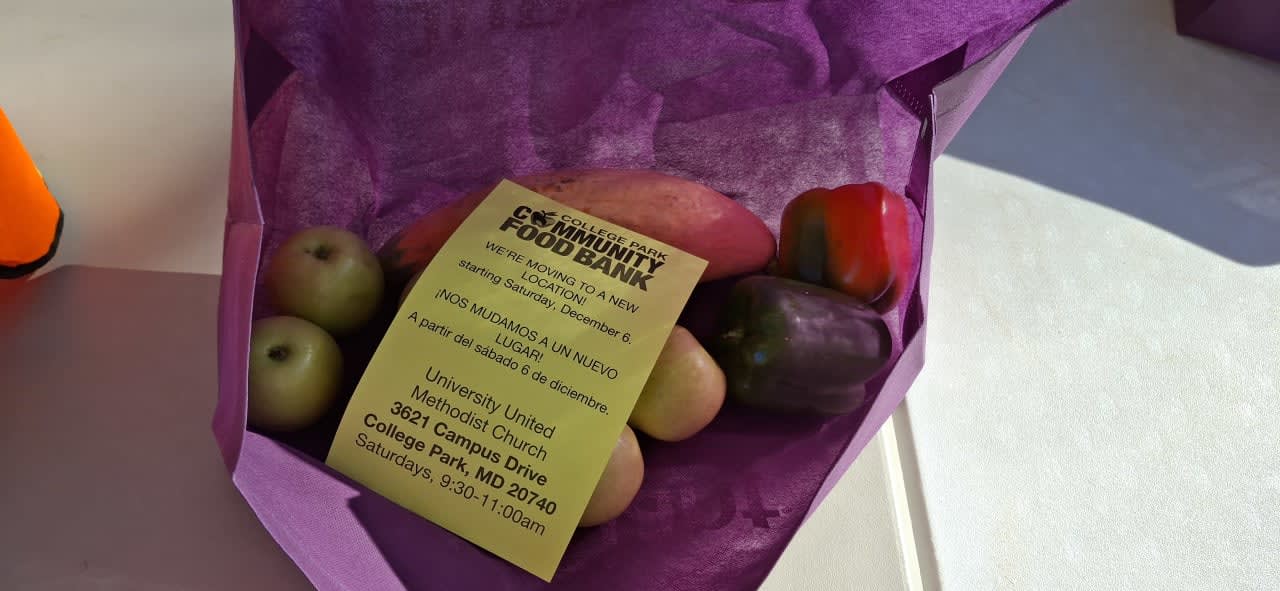 COLLEGE PARK
COMMUNITY
FOOD BANK
WE'RE MOVING TO A NEW
LOCATION!
starting Saturday, December 6.
¡NOS MUDAMOS A UN NUEVO
LUGAR!
A partir del sábado 6 de diciembre.
University United
Methodist Church
3621 Campus Drive
College Park, MD 20740
Saturdays, 9:30-11:00am